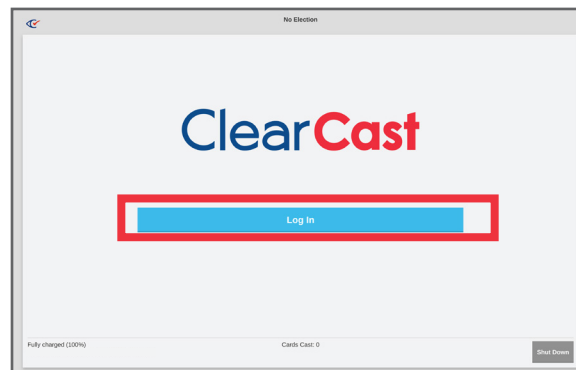 No Election
ClearCast
Log In
Fully charged (100%)
Cards Cast: 0
Shut Down